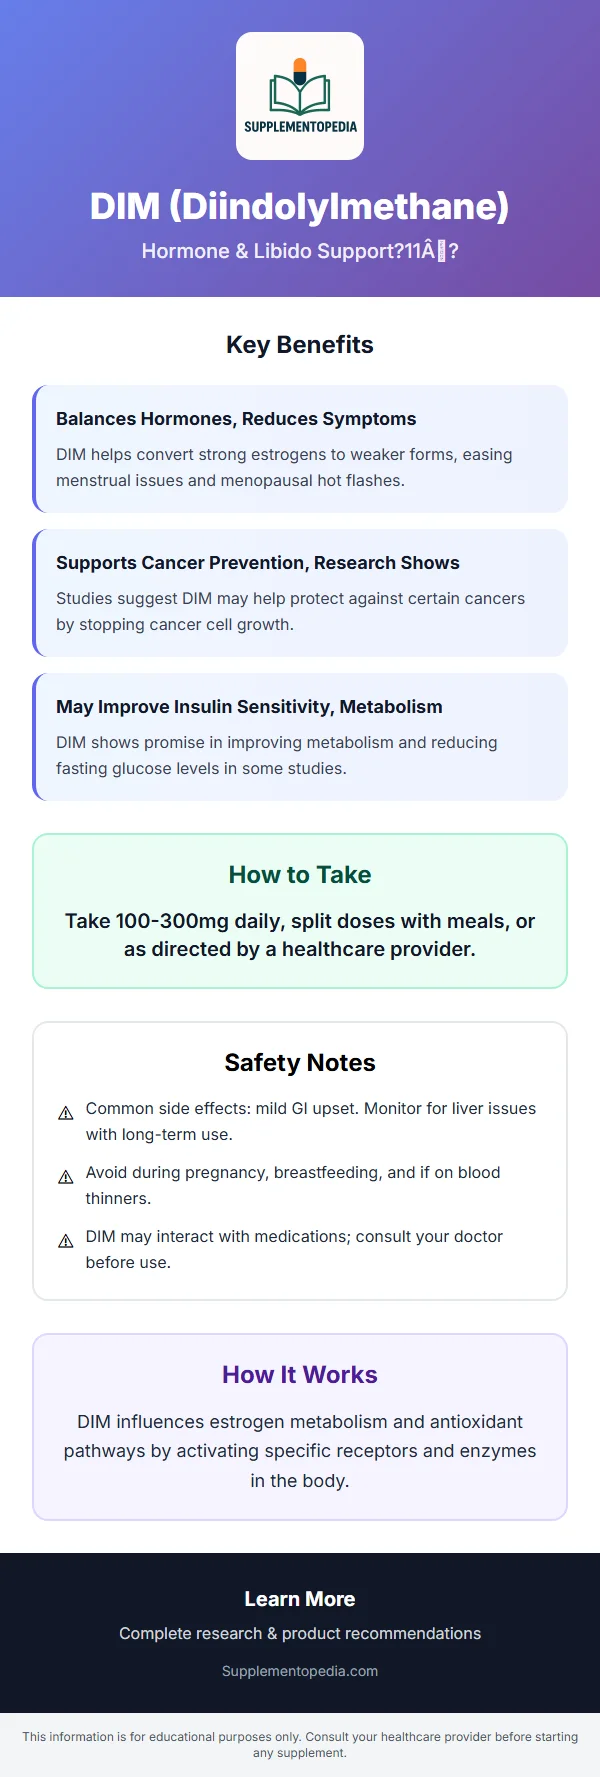 SUPPLEMENTOPEDIA
DIM (Diindolylmethane)
Hormone & Libido Support?11Â?
Key Benefits
Balances Hormones, Reduces Symptoms
DIM helps convert strong estrogens to weaker forms, easing
menstrual issues and menopausal hot flashes.
Supports Cancer Prevention, Research Shows
Studies suggest DIM may help protect against certain cancers
by stopping cancer cell growth.
May Improve Insulin Sensitivity, Metabolism
DIM shows promise in improving metabolism and reducing
fasting glucose levels in some studies.
How to Take
Take 100-300mg daily, split doses with meals, or
as directed by a healthcare provider.
Safety Notes
Common side effects: mild GI upset. Monitor for liver issues
with long-term use.
Avoid during pregnancy, breastfeeding, and if on blood
thinners.
DIM may interact with medications; consult your doctor
before use.
How It Works
DIM influences estrogen metabolism and antioxidant
pathways by activating specific receptors and enzymes
in the body.
Learn More
Complete research & product recommendations
Supplementopedia.com
This information is for educational purposes only. Consult your healthcare provider before starting
any supplement.